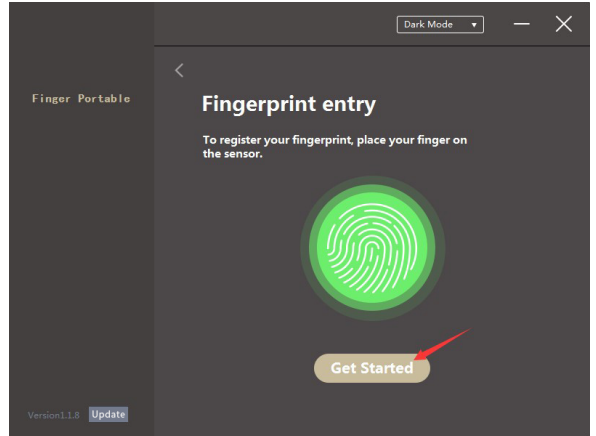 Dark Mode
Finger Portable
Fingerprint entry
To register your fingerprint, place your finger on
the sensor.
Get Started
Version1.1.8 Update